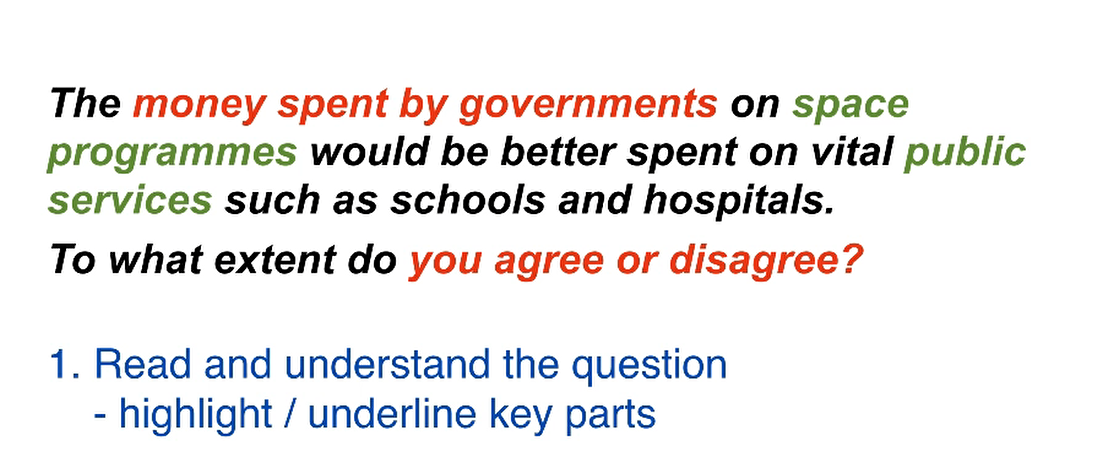 The money spent by governments on space
programmes would be better spent on vital public
services such as schools and hospitals.
To what extent do you agree or disagree?
1. Read and understand the question
- highlight / underline key parts